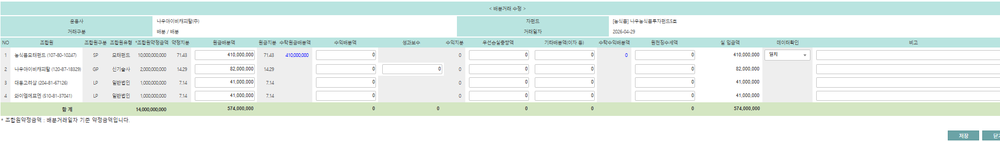 < 배분거래 수정 >
운용사 나우아이비캐피탈(주) 자펀드 [농식품] 나우농식품투자펀드5호
거래구분 배분 / 배분 거래일자 2026-04-29
NO 조합원 조합원구분 조합원유형 *조합원약정금액 약정지분 원금배분액 원금지분 수탁원금배분액 수익배분액 성과보수 수익지분 우선손실충당액 기타배분액(이자 등) 수탁수익배분액 원천징수세액 실 입금액 데이터확인 비고
1 농식품모태펀드 (107-80-10247) SP 모태펀드 10,000,000,000 71.43 410,000,000 71.43 410,000,000 0 0 0 0 0 0 410,000,000 일치
2 나우아이비캐피탈 (120-87-18329) GP 신기술사 2,000,000,000 14.29 82,000,000 14.29 0 0 0 0 0 0 82,000,000
3 대동고려삼 (204-81-67126) LP 일반법인 1,000,000,000 7.14 41,000,000 7.14 0 0 0 0 0 41,000,000
4 와이엠에프엔 (510-81-37041) LP 일반법인 1,000,000,000 7.14 41,000,000 7.14 0 0 0 0 0 41,000,000
합 계 14,000,000,000 574,000,000 0 0 0 0 0 574,000,000
* 조합원약정금액 : 배분거래일자 기준 약정금액입니다.
저장